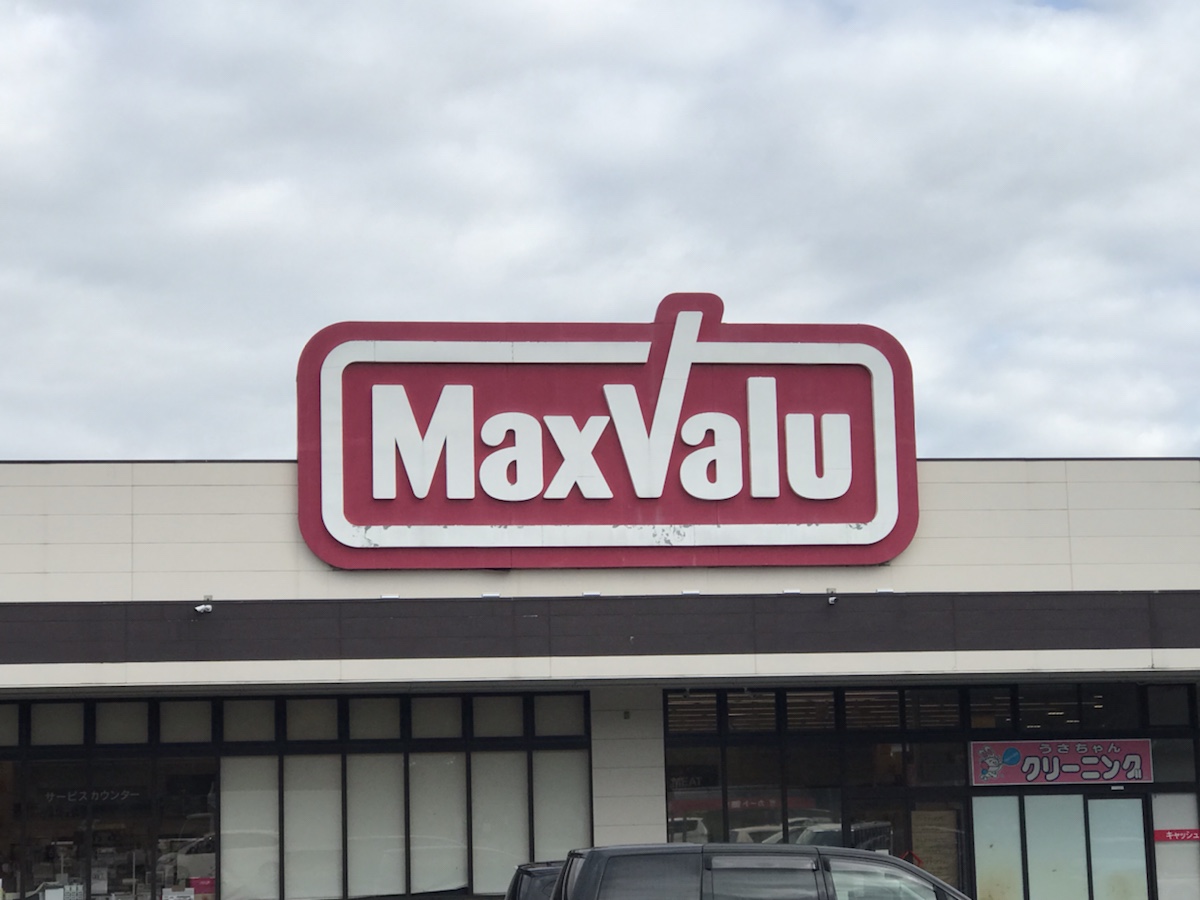 MaxValu
うさちゃん
クリーニング
サービスカウンター
キャッシュ